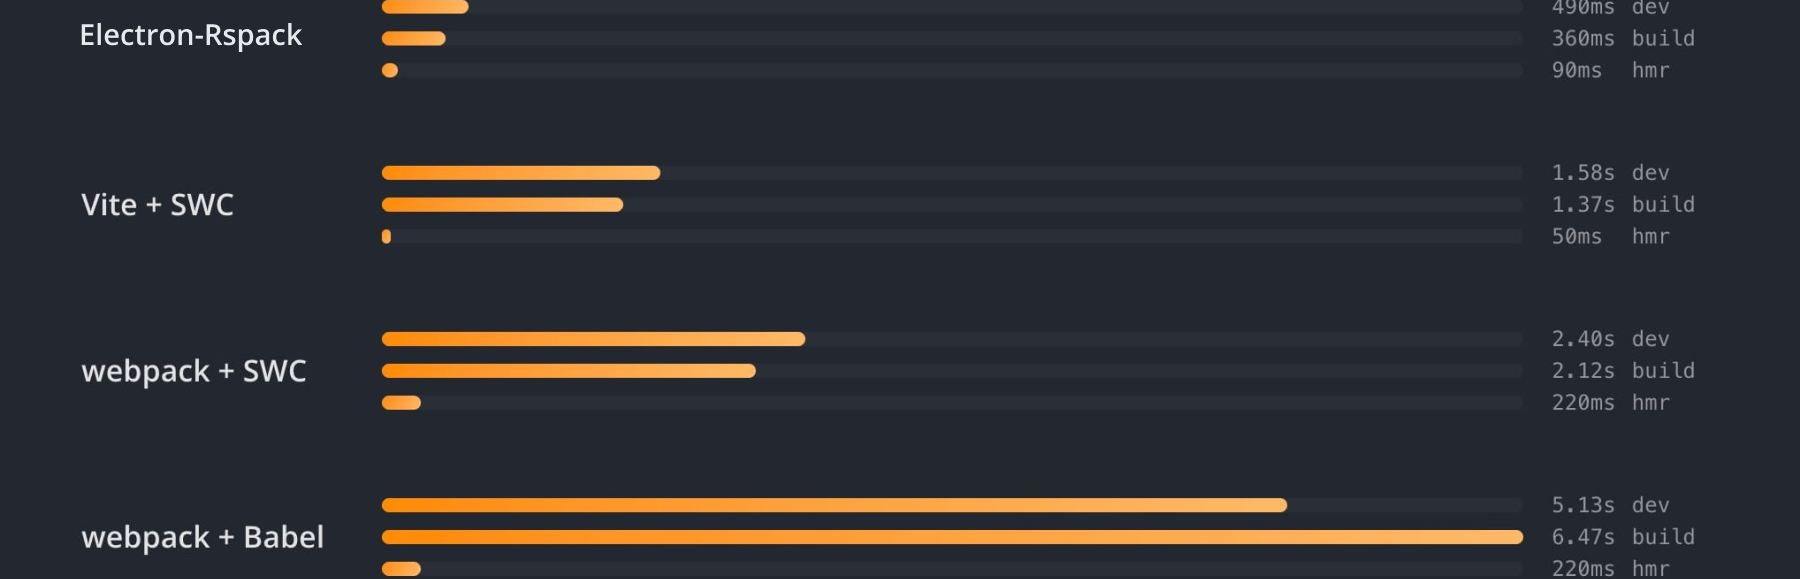 490ms dev
Electron-Rspack
360ms build
90ms hmr
1.58s dev
Vite + SWC
1.37s build
50ms hmr
2.40s dev
webpack + SWC
2.12s build
220ms hmr
5.13s dev
webpack + Babel
6.47s build
220ms hmr